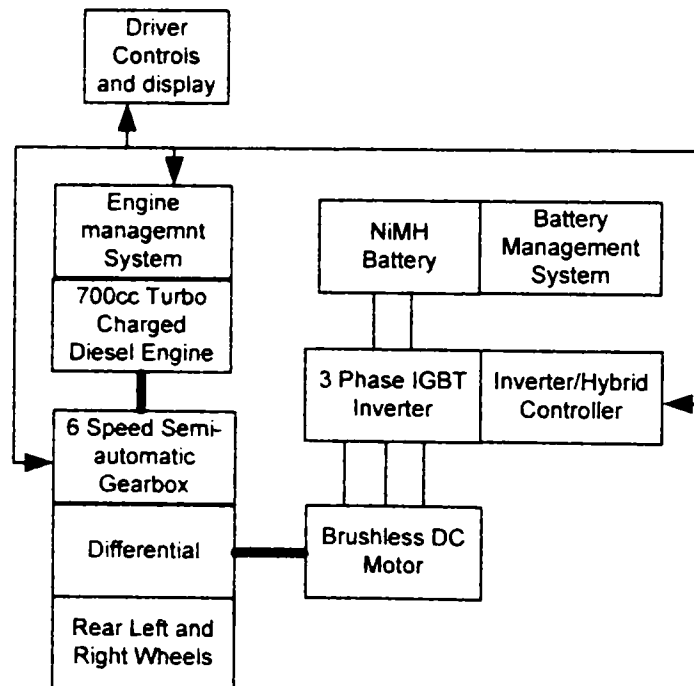 Driver
Controls
and display
Engine
managemnt
System
NiMH
Battery
Battery
Management
System
700cc Turbo
Charged
Diesel Engine
3 Phase IGBT
Inverter
Inverter/Hybrid
Controller
6 Speed Semi-
automatic
Gearbox
Differential
Brushless DC
Motor
Rear Left and
Right Wheels